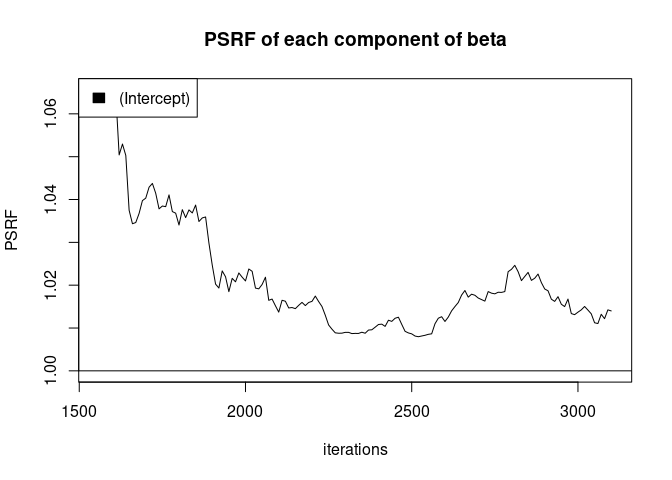 PSRF of each component of beta
(Intercept)
PSRF
1.06
1.04
1.02
1.00
1500 2000 2500 3000
iterations